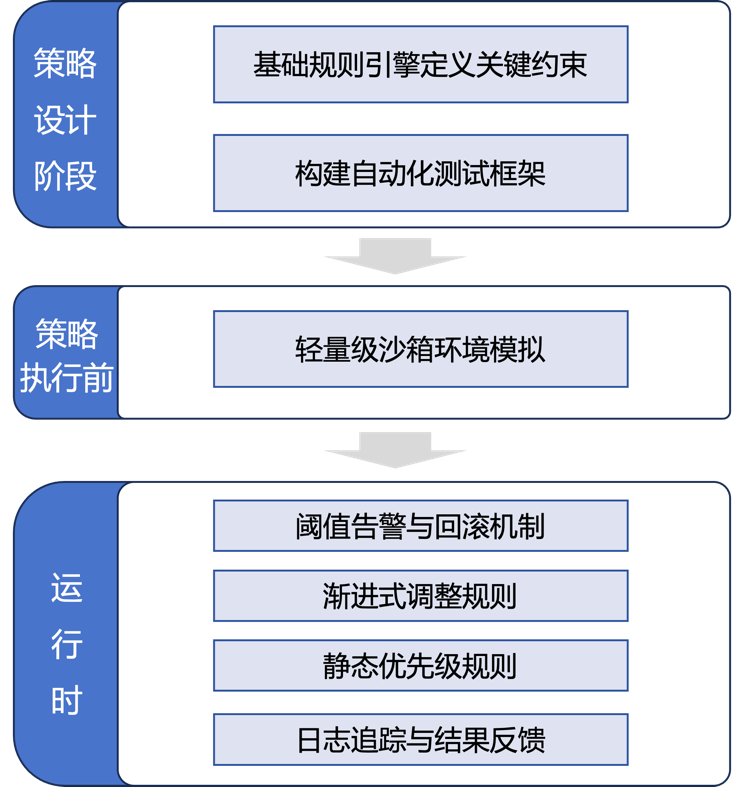 策略
设计
阶段
基础规则引擎定义关键约束
构建自动化测试框架
策略
执行前
轻量级沙箱环境模拟
运
行
时
阈值告警与回滚机制
渐进式调整规则
静态优先级规则
日志追踪与结果反馈